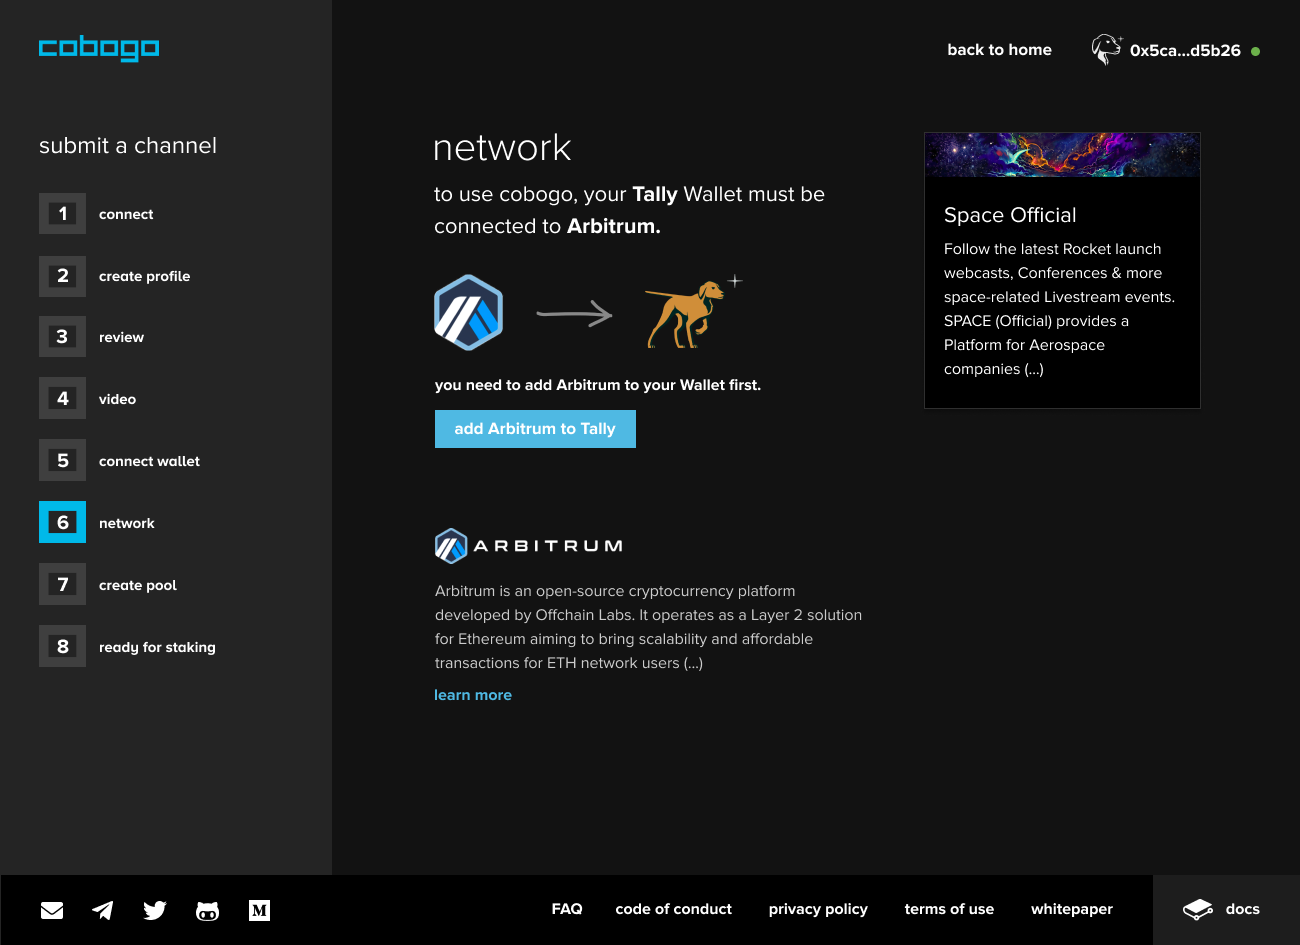 cobogo
back to home
0x5ca...d5b26
submit a channel
1 connect
2 create profile
3 review
4 video
5 connect wallet
6 network
7 create pool
8 ready for staking
network
to use cobogo, your Tally Wallet must be
connected to Arbitrum.
you need to add Arbitrum to your Wallet first.
add Arbitrum to Tally
ARBITRUM
Arbitrum is an open-source cryptocurrency platform
developed by Offchain Labs. It operates as a Layer 2 solution
for Ethereum aiming to bring scalability and affordable
transactions for ETH network users (...)
learn more
Space Official
Follow the latest Rocket launch
webcasts, Conferences & more
space-related Livestream events.
SPACE (Official) provides a
Platform for Aerospace
companies (...)
M
FAQ
code of conduct
privacy policy
terms of use
whitepaper
docs